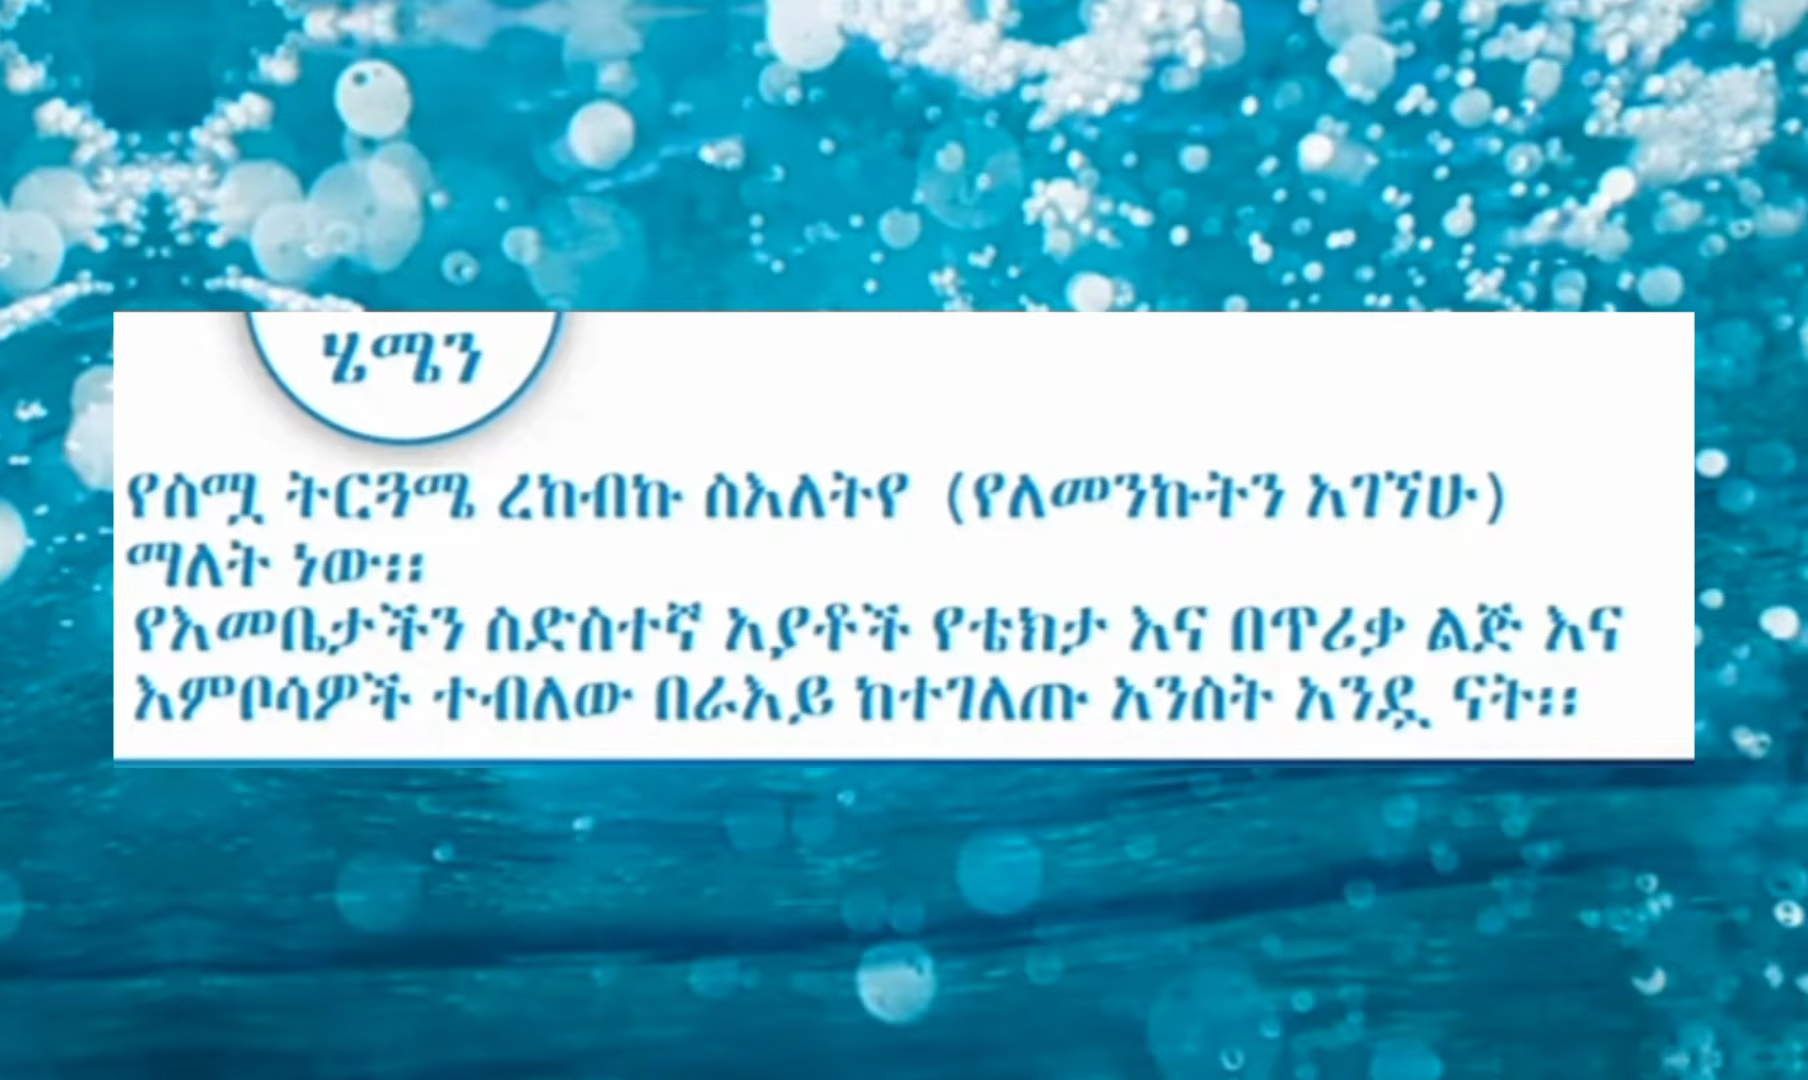 ሄሜን
የስሟ ትርጓሜ ረከብኩ ስእለትየ (የለመንኩትን አገኘሁ)
ማለት ነው፡፡
የእመቤታችን ስድስተኛ አያቶች የቴክታ እና በጥሪቃ ልጅ እና
እምቦሳዎች ተብለው በራእይ ከተገለጡ አንስት አንዷ ናት፡፡